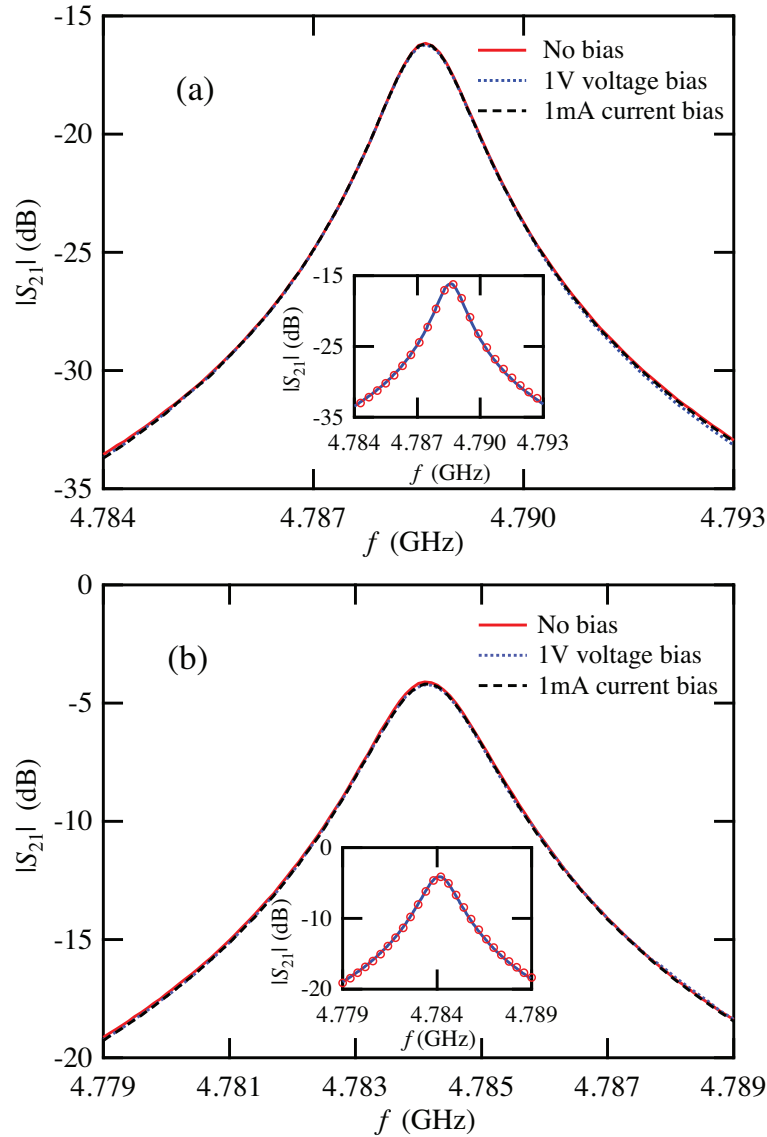 -15
(a)
No bias
1V voltage bias
1mA current bias
-20
|S21| (dB)
-25
-15
|S21| (dB)
-25
-30
-35
4.784 4.787 4.790 4.793
f (GHz)
-35
4.784 4.787 4.790 4.793
f (GHz)
0
(b)
No bias
1V voltage bias
1mA current bias
-5
|S21| (dB)
-10
0
|S21| (dB)
-10
-15
-20
4.779 4.784 4.789
f (GHz)
-20
4.779 4.781 4.783 4.785 4.787 4.789
f (GHz)